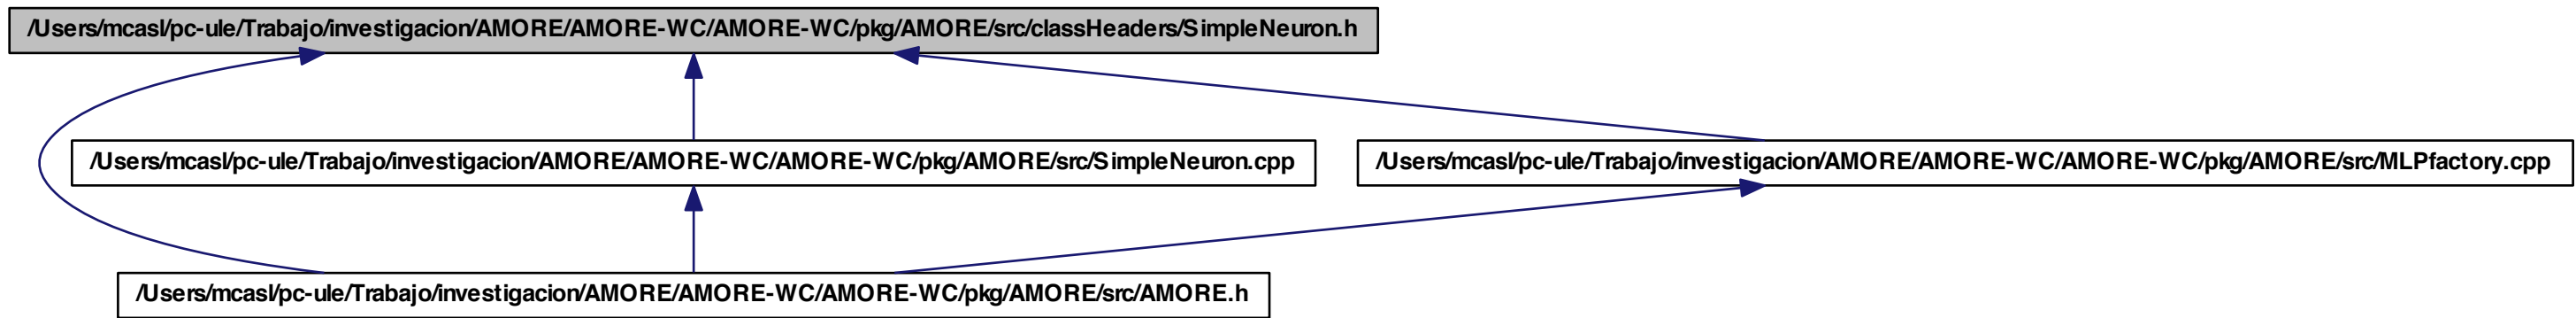 /Users/mcasl/pc-ule/Trabajo/investigacion/AMORE/AMORE-WC/AMORE-WC/pkg/AMORE/src/classHeaders/SimpleNeuron.h
/Users/mcasl/pc-ule/Trabajo/investigacion/AMORE/AMORE-WC/AMORE-WC/pkg/AMORE/src/SimpleNeuron.cpp
/Users/mcasl/pc-ule/Trabajo/investigacion/AMORE/AMORE-WC/AMORE-WC/pkg/AMORE/src/MLPfactory.cpp
/Users/mcasl/pc-ule/Trabajo/investigacion/AMORE/AMORE-WC/AMORE-WC/pkg/AMORE/src/AMORE.h